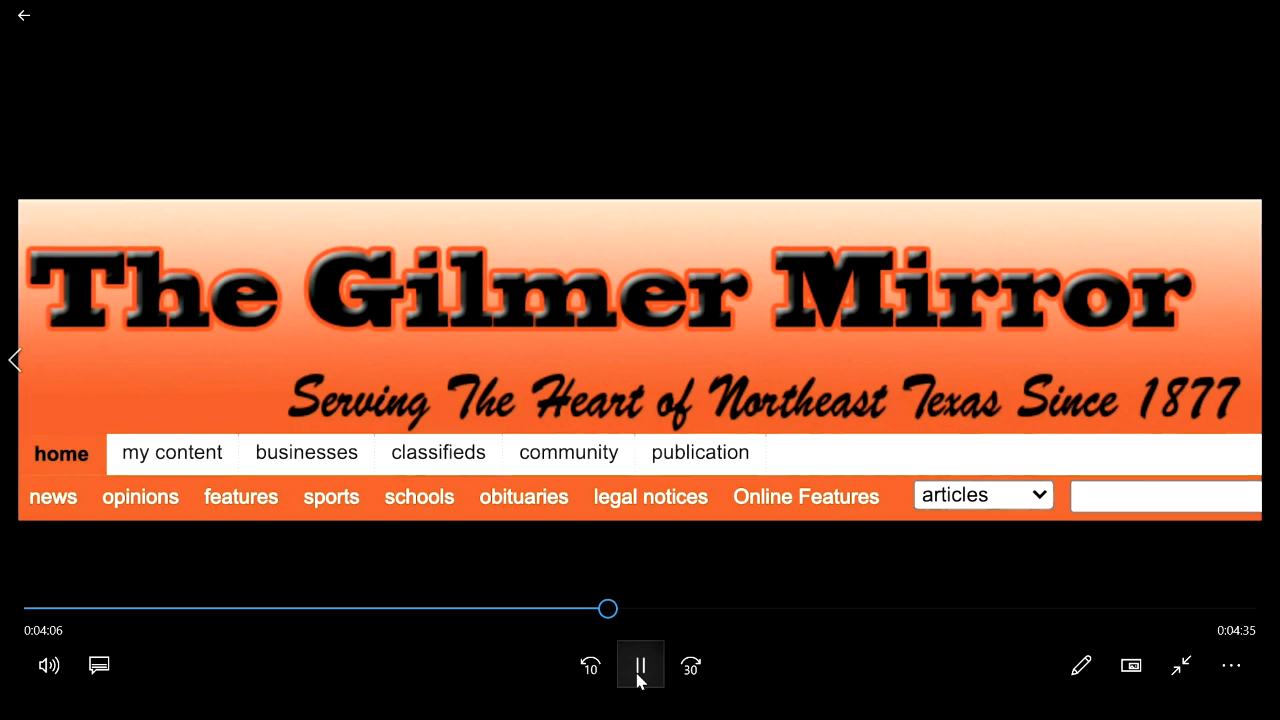 The Gilmer Mirror
Serving The Heart of Northeast Texas Since 1877
home my content businesses classifieds community publication
news opinions features sports schools obituaries legal notices Online Features articles
0:04:06 0:04:35
10 30